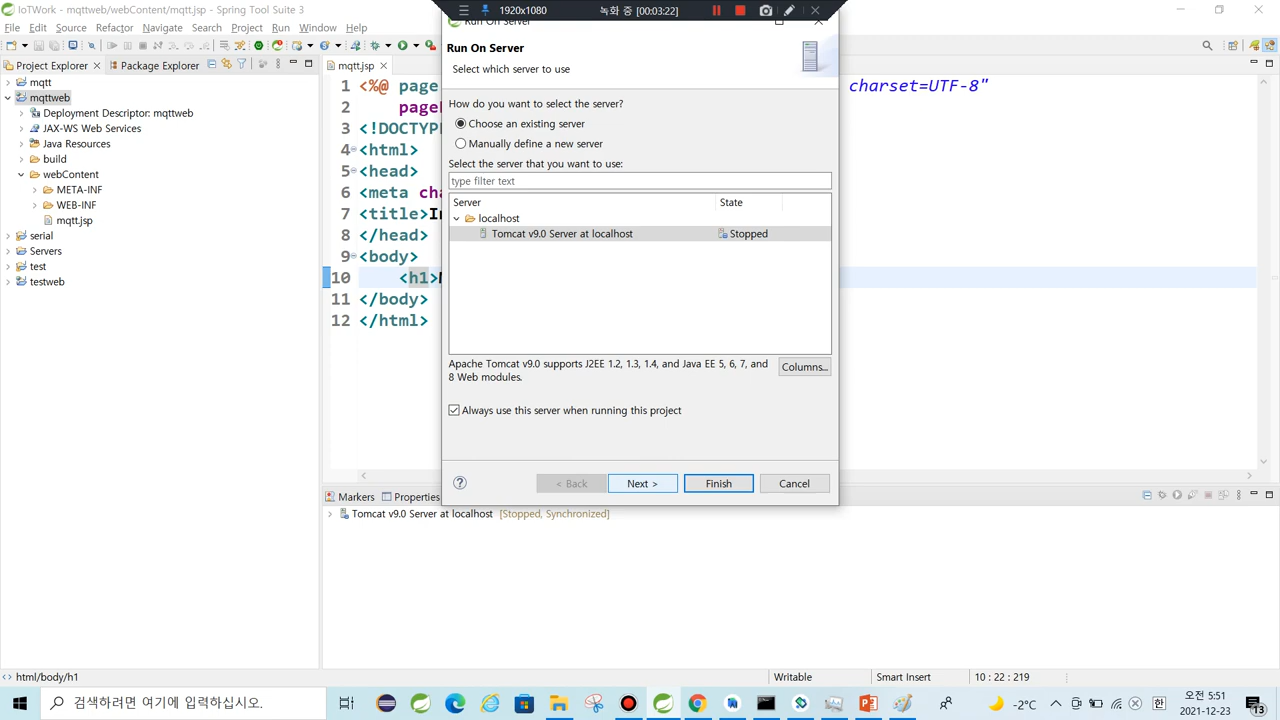 IoTWork - mqttweb/webContent/mqtt.jsp - Spring Tool Suite 3
1920x1080
녹화 중 [00:03:22]
File Edit Source Refactor Navigate Search Project Run Window Help
Project Explorer
Package Explorer
mqtt
mqttweb
Deployment Descriptor: mqttweb
JAX-WS Web Services
Java Resources
build
webContent
META-INF
WEB-INF
mqtt.jsp
serial
Servers
test
testweb
mqtt.jsp
1 <%@ page
charset=UTF-8"
2
3 <!DOCTYP
4 <html>
5 <head>
6 <meta
7 <title>
8 </head>
9 <body>
10 <h1>
11 </body>
12 </html>
Run On Server
Run On Server
Select which server to use
How do you want to select the server?
Choose an existing server
Manually define a new server
Select the server that you want to use:
type filter text
Server State
localhost
Tomcat v9.0 Server at localhost Stopped
Apache Tomcat v9.0 supports J2EE 1.2, 1.3, 1.4, and Java EE 5, 6, 7, and
8 Web modules.
Columns...
Always use this server when running this project
< Back Next > Finish Cancel
Markers Properties
Tomcat v9.0 Server at localhost [Stopped, Synchronized]
html/body/h1
Writable
Smart Insert
10 : 22 : 219
검색하려면 여기에 입력하십시오.
-2°C
한
오전 5:51
2021-12-23
13